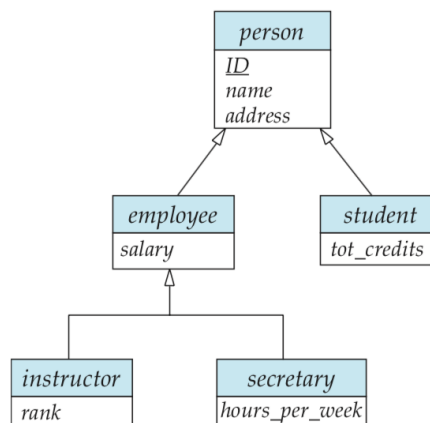 person
ID
name
address
employee
salary
student
tot_credits
instructor
rank
secretary
hours_per_week